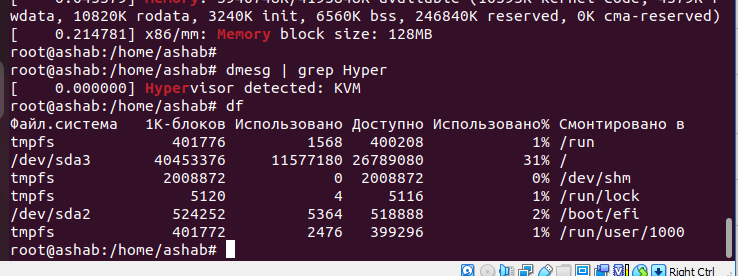 wdata, 10820K rodata, 3240K init, 6560K bss, 246840K reserved, 0K cma-reserved)
[    0.214781] x86/mm: Memory block size: 128MB
root@ashab:/home/ashab#
root@ashab:/home/ashab# dmesg | grep Hyper
[    0.000000] Hypervisor detected: KVM
root@ashab:/home/ashab# df
Файл.система   1K-блоков Использовано Доступно Использовано% Смонтировано в
tmpfs             401776         1568   400208            1% /run
/dev/sda3       40453376     11577180 26789080           31% /
tmpfs            2008872            0  2008872            0% /dev/shm
tmpfs               5120            4     5116            1% /run/lock
/dev/sda2         524252         5364   518888            2% /boot/efi
tmpfs             401772         2476   399296            1% /run/user/1000
root@ashab:/home/ashab#
Right Ctrl